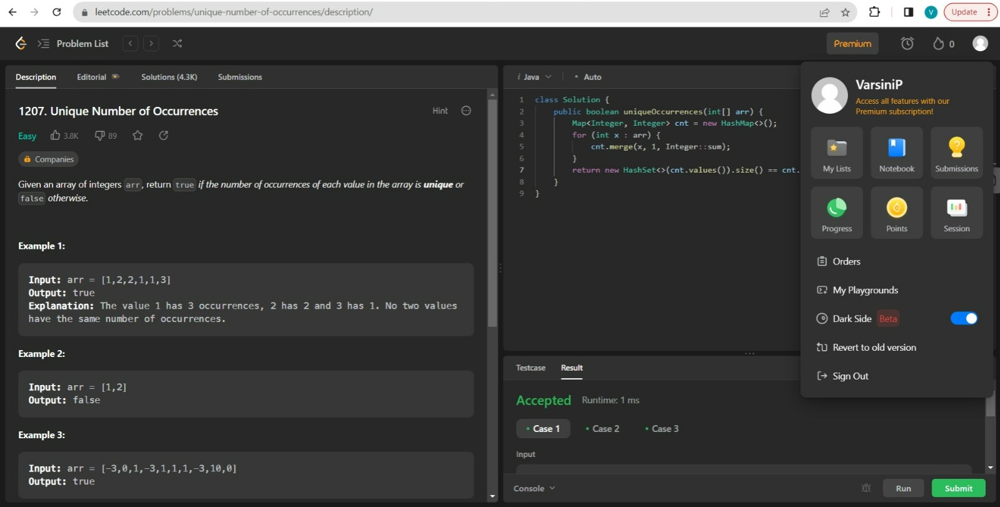 leetcode.com/problems/unique-number-of-occurrences/description/
V
Update
Problem List
Premium
0
Description
Editorial
Solutions (4.3K)
Submissions
1207. Unique Number of Occurrences
Hint
Easy
3.8K
89
Companies
Given an array of integers arr, return true if the number of occurrences of each value in the array is unique or
false otherwise.
Example 1:
Input: arr = [1,2,2,1,1,3]
Output: true
Explanation: The value 1 has 3 occurrences, 2 has 2 and 3 has 1. No two values
have the same number of occurrences.
Example 2:
Input: arr = [1,2]
Output: false
Example 3:
Input: arr = [-3,0,1,-3,1,1,1,-3,10,0]
Output: true
i Java
• Auto
1 class Solution {
2 public boolean uniqueOccurrences(int[] arr) {
3 Map<Integer, Integer> cnt = new HashMap<>();
4 for (int x : arr) {
5 cnt.merge(x, 1, Integer::sum);
6 }
7 return new HashSet<>(cnt.values()).size() == cnt.
8 }
9 }
Testcase
Result
Accepted
Runtime: 1 ms
• Case 1
• Case 2
• Case 3
Input
Console
Run
Submit
VarsiniP
Access all features with our
Premium subscription!
My Lists
Notebook
Submissions
Progress
Points
Session
Orders
My Playgrounds
Dark Side Beta
Revert to old version
Sign Out